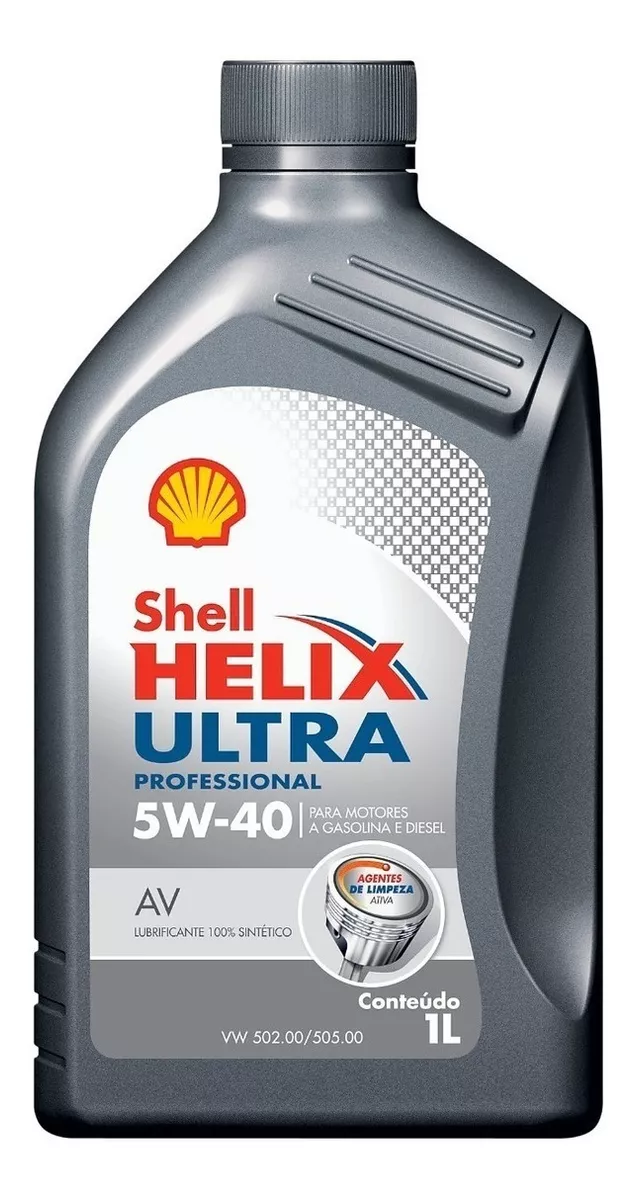 Shell
HELIX
ULTRA
PROFESSIONAL
5W-40
PARA MOTORES
A GASOLINA E DIESEL
AGENTES
DE LIMPEZA
ATIVA
AV
LUBRIFICANTE 100% SINTÉTICO
Conteúdo
1L
VW 502.00/505.00